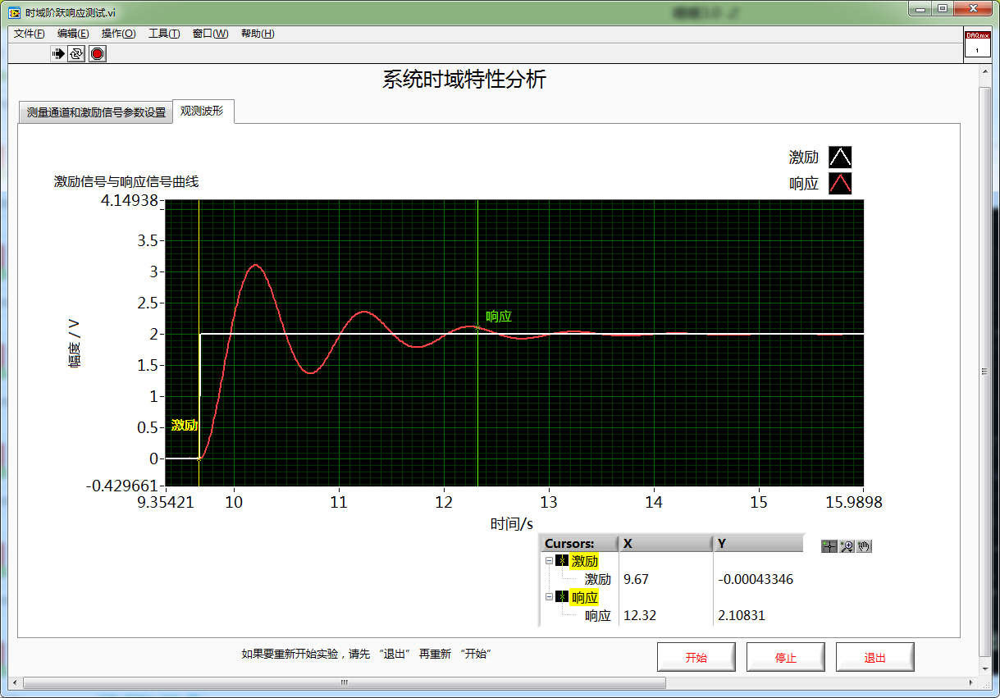 时域阶跃响应测试.vi
文件(F) 编辑(E) 操作(O) 工具(T) 窗口(W) 帮助(H)
DAQmx
1
系统时域特性分析
测量通道和激励信号参数设置 观测波形
激励
响应
激励信号与响应信号曲线
4.14938
3.5
3
2.5
2
1.5
1
0.5
0
-0.429661
幅度 / V
响应
激励
9.35421 10 11 12 13 14 15 15.9898
时间/s
Cursors: X Y
激励
激励 9.67 -0.00043346
响应
响应 12.32 2.10831
如果要重新开始实验，请先 “退出” 再重新 “开始”
开始 停止 退出